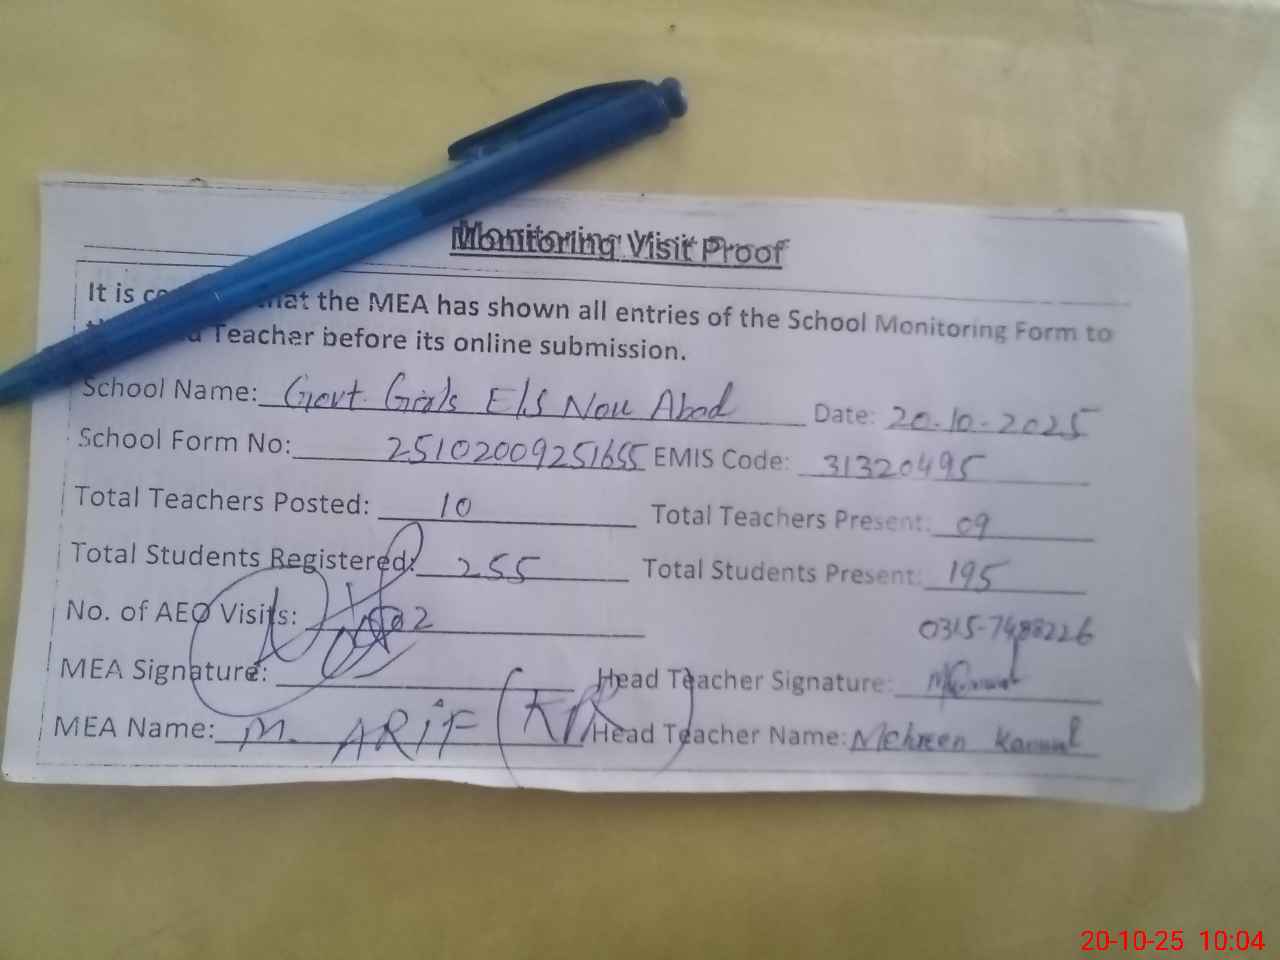 Monitoring Visit Proof
It is that the MEA has shown all entries of the School Monitoring Form to
Teacher before its online submission.
School Name: Govt. Girls E/S Nou Abad Date: 20-10-2025
School Form No: 25102009251655 EMIS Code: 31320495
Total Teachers Posted: 10 Total Teachers Present: 09
Total Students Registered: 255 Total Students Present: 195
No. of AEO Visits: 02
0315-7488226
MEA Signature: Head Teacher Signature:
MEA Name: M. ARiF Head Teacher Name: Mehreen Kanwal
20-10-25 10:04